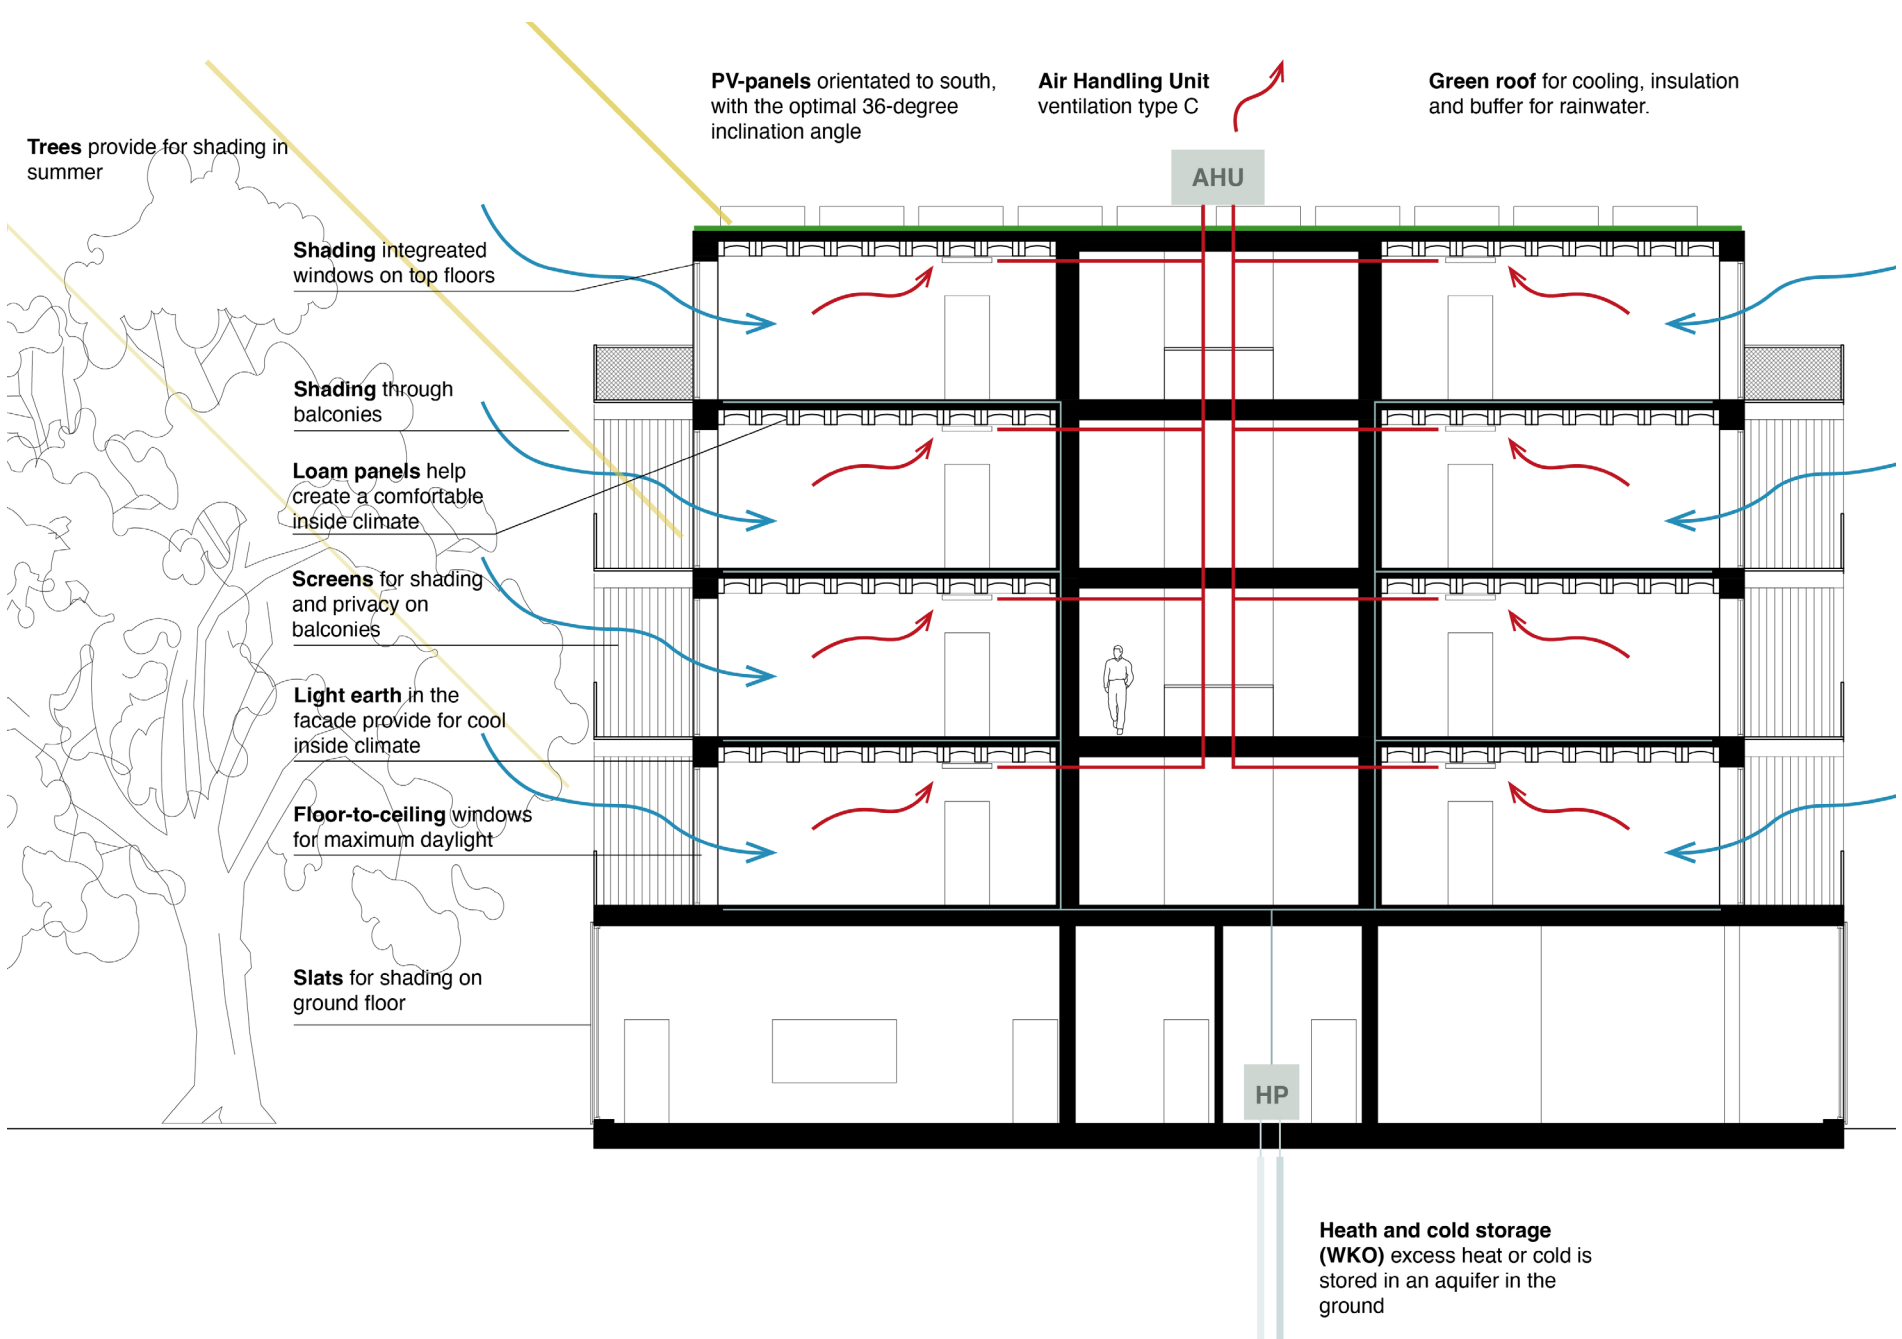 PV-panels orientated to south,
with the optimal 36-degree
inclination angle
Air Handling Unit
ventilation type C
Green roof for cooling, insulation
and buffer for rainwater.
Trees provide for shading in
summer
AHU
Shading integreated
windows on top floors
Shading through
balconies
Loam panels help
create a comfortable
inside climate
Screens for shading
and privacy on
balconies
Light earth in the
facade provide for cool
inside climate
Floor-to-ceiling windows
for maximum daylight
Slats for shading on
ground floor
HP
Heath and cold storage
(WKO) excess heat or cold is
stored in an aquifer in the
ground